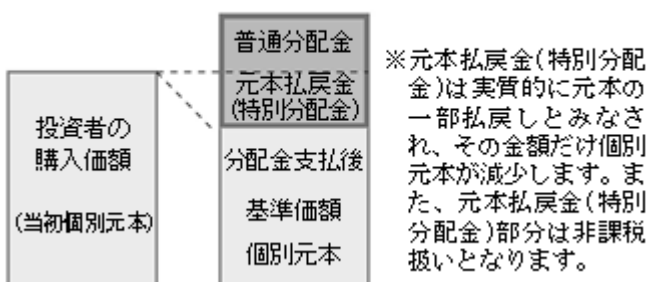 投資者の
購入価額
(当初個別元本)
普通分配金
元本払戻金
(特別分配金)
分配金支払後
基準価額
個別元本
※元本払戻金(特別分配
金)は実質的に元本の
一部払戻しとみなさ
れ、その金額だけ個別
元本が減少します。ま
た、元本払戻金(特別
分配金)部分は非課税
扱いとなります。